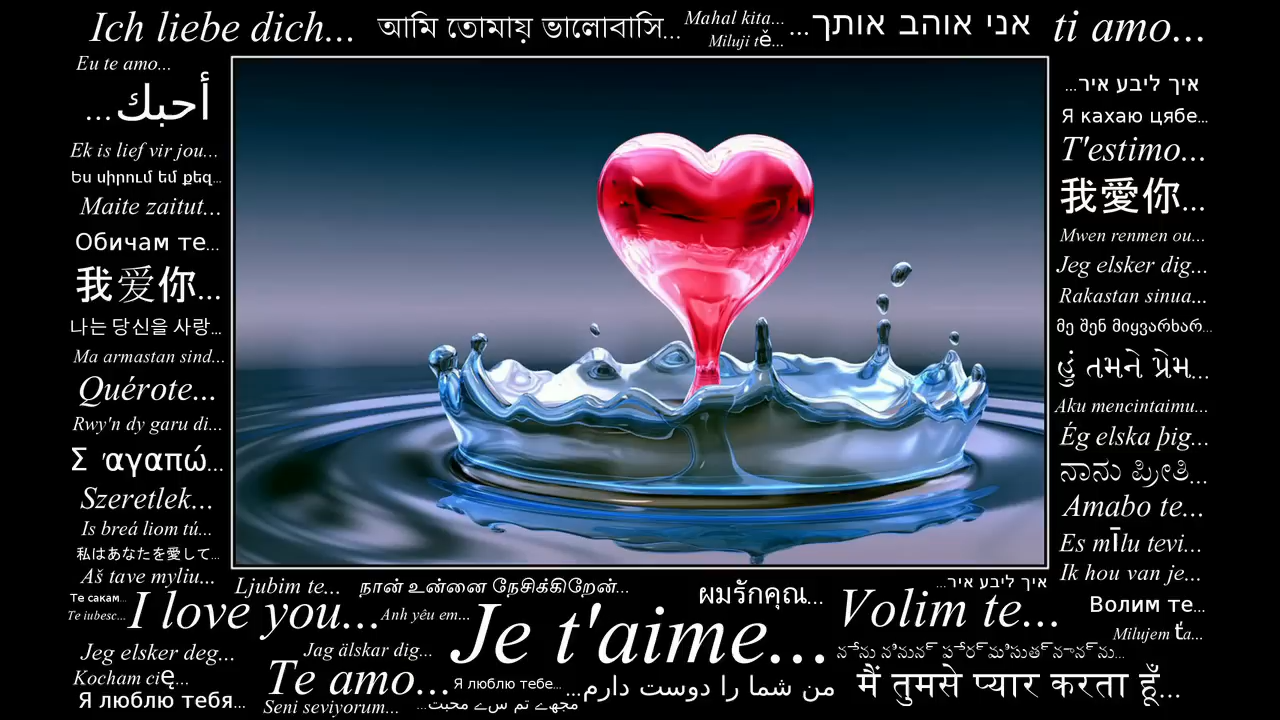 Ich liebe dich...
আমি তোমায় ভালোবাসি...
Mahal kita...
Miluji tě...
אני אוהב אותך...
ti amo...
Eu te amo...
أحبك...
Ek is lief vir jou...
Ես սիրում եմ քեզ...
Maite zaitut...
Обичам те...
我爱你...
나는 당신을 사랑...
Ma armastan sind...
Quérote...
Rwy'n dy garu di...
Σ 'αγαπώ...
Szeretlek...
Is breá liom tú...
私はあなたを愛して...
Aš tave myliu...
איך ליבע איר...
Я кахаю цябе...
T'estimo...
我愛你...
Mwen renmen ou...
Jeg elsker dig...
Rakastan sinua...
მე შენ მიყვარხარ...
હું તમને પ્રેમ...
Aku mencintaimu...
Ég elska þig...
ನಾನು ಪ್ರೀತಿ...
Amabo te...
Es mīlu tevi...
Ik hou van je...
Ljubim te...
நான் உன்னை நேசிக்கிறேன்...
ผมรักคุณ...
איך ליבע איר...
Те сакам...
Te iubesc...
I love you...
Anh yêu em...
Je t'aime...
Volim te...
Волим те...
Milujem ťa...
Jeg elsker deg...
Jag älskar dig...
Kocham cię...
Te amo...
Я люблю тебе...
من شما را دوست دارم...
मैं तुमसे प्यार करता हूँ...
Я люблю тебя...
Seni seviyorum...
مجھے تم سے محبت...